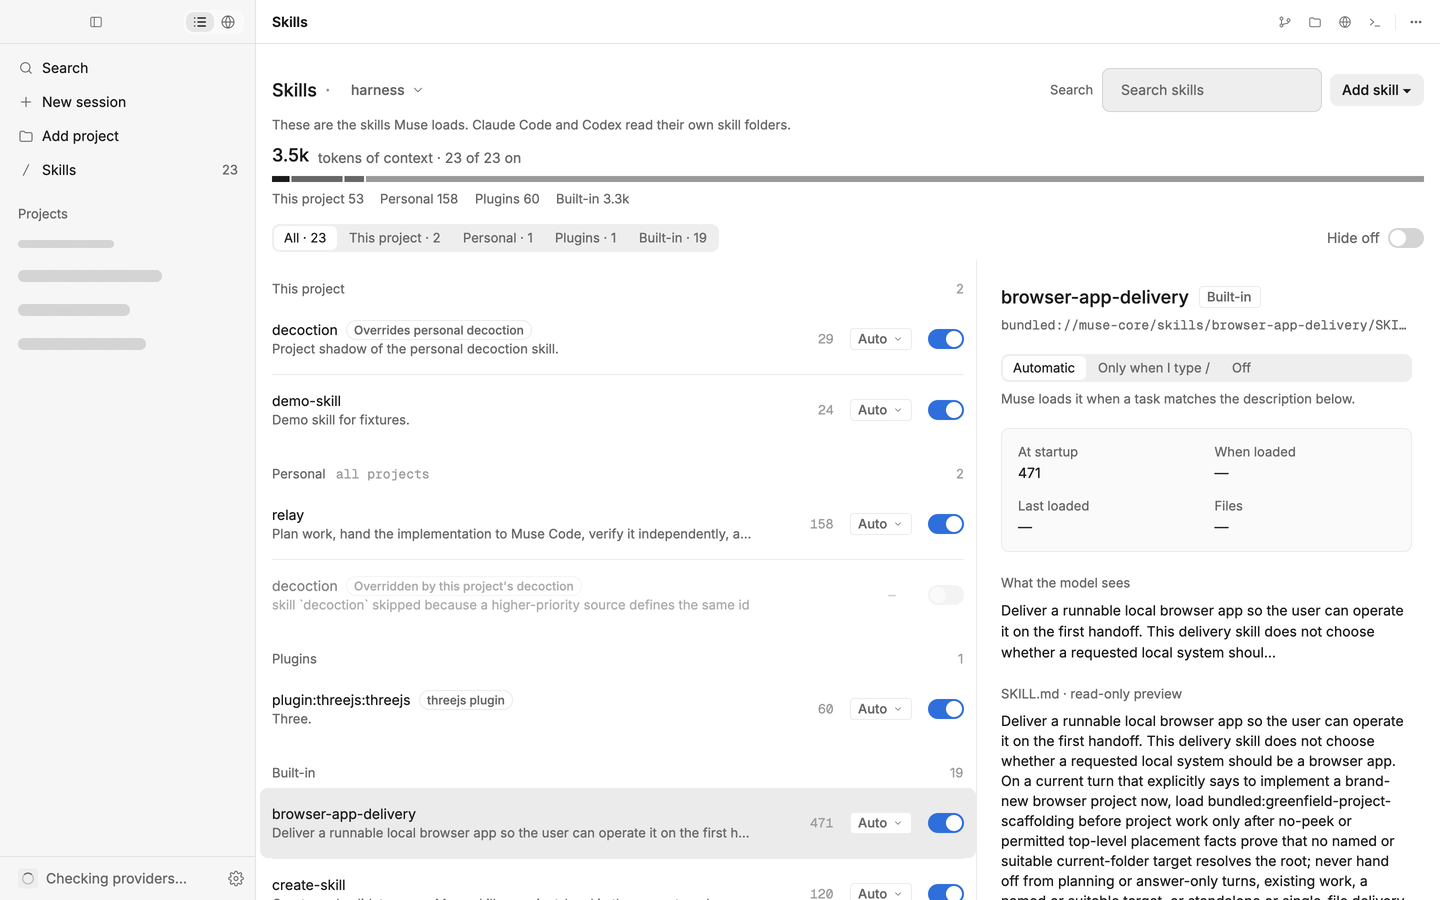 Skills
Search
New session
Add project
Skills 23
Projects
Checking providers...
Skills · harness
Search Search skills Add skill
These are the skills Muse loads. Claude Code and Codex read their own skill folders.
3.5k tokens of context · 23 of 23 on
This project 53 Personal 158 Plugins 60 Built-in 3.3k
All · 23 This project · 2 Personal · 1 Plugins · 1 Built-in · 19
Hide off
This project 2
decoction Overrides personal decoction
Project shadow of the personal decoction skill.
29 Auto
demo-skill
Demo skill for fixtures.
24 Auto
Personal all projects 2
relay
Plan work, hand the implementation to Muse Code, verify it independently, a...
158 Auto
decoction Overridden by this project's decoction
skill `decoction` skipped because a higher-priority source defines the same id
–
Plugins 1
plugin:threejs:threejs threejs plugin
Three.
60 Auto
Built-in 19
browser-app-delivery
Deliver a runnable local browser app so the user can operate it on the first h...
471 Auto
create-skill
120 Auto
browser-app-delivery Built-in
bundled://muse-core/skills/browser-app-delivery/SKI…
Automatic Only when I type / Off
Muse loads it when a task matches the description below.
At startup When loaded
471 —
Last loaded Files
— —
What the model sees
Deliver a runnable local browser app so the user can operate
it on the first handoff. This delivery skill does not choose
whether a requested local system shoul...
SKILL.md · read-only preview
Deliver a runnable local browser app so the user can operate
it on the first handoff. This delivery skill does not choose
whether a requested local system should be a browser app.
On a current turn that explicitly says to implement a brand-
new browser project now, load bundled:greenfield-project-
scaffolding before project work only after no-peek or
permitted top-level placement facts prove that no named or
suitable current-folder target resolves the root; never hand
off from planning or answer-only turns, existing work, a
named or suitable target, or standalone or single-file delivery